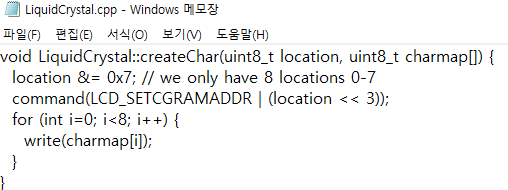 LiquidCrystal.cpp - Windows 메모장
파일(F) 편집(E) 서식(O) 보기(V) 도움말(H)
void LiquidCrystal::createChar(uint8_t location, uint8_t charmap[]) {
  location &= 0x7; // we only have 8 locations 0-7
  command(LCD_SETCGRAMADDR | (location << 3));
  for (int i=0; i<8; i++) {
    write(charmap[i]);
  }
}